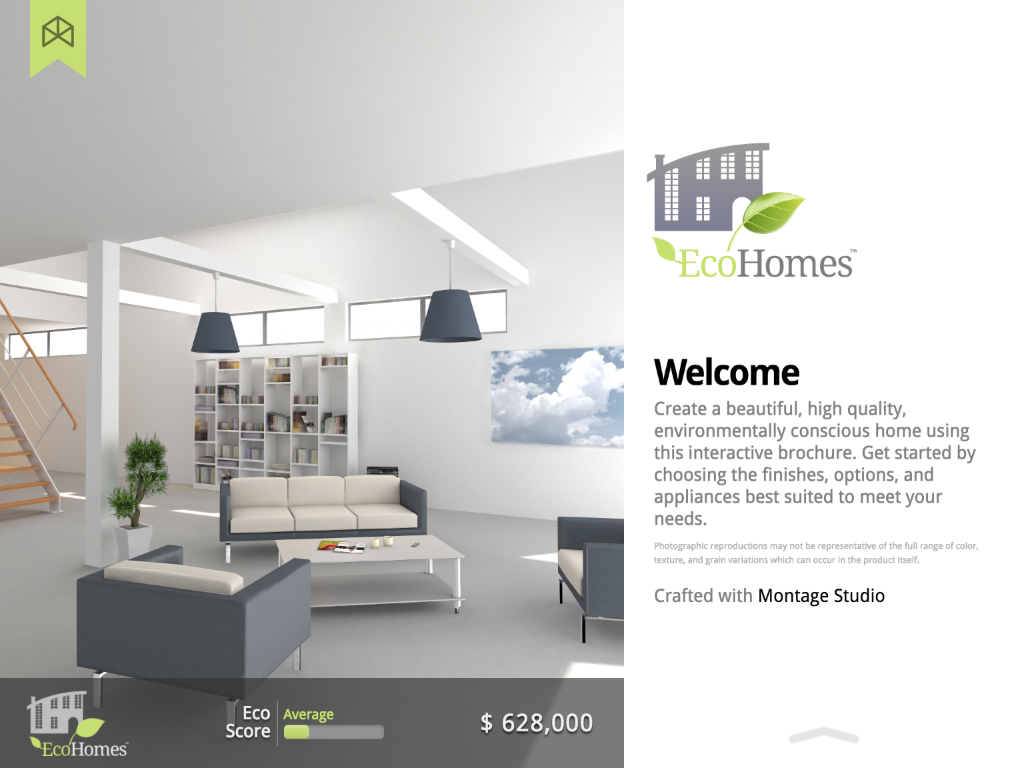 EcoHomes™
Welcome
Create a beautiful, high quality,
environmentally conscious home using
this interactive brochure. Get started by
choosing the finishes, options, and
appliances best suited to meet your
needs.
Photographic reproductions may not be representative of the full range of color,
texture, and grain variations which can occur in the product itself.
Crafted with Montage Studio
EcoHomes™
Eco
Score
Average
$ 628,000